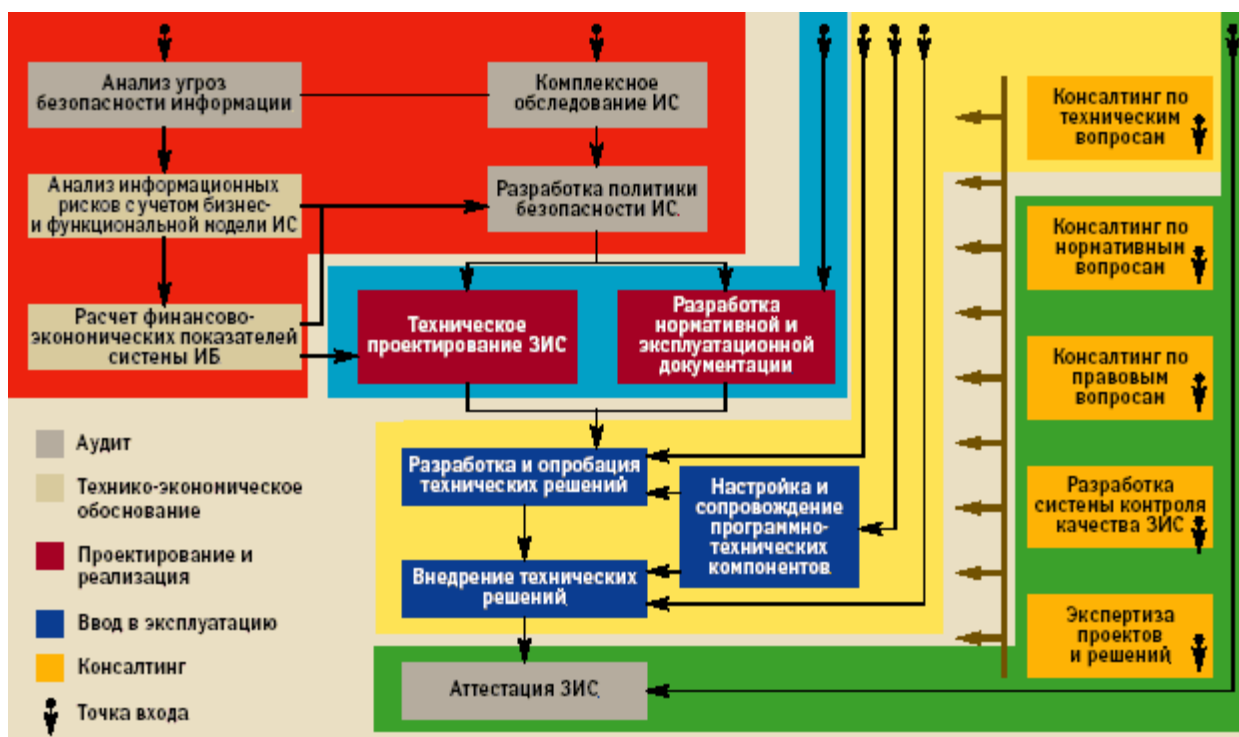 Анализ угроз
безопасности информации
Комплексное
обследование ИС
Консалтинг по
техническим
вопросам
Анализ информационных
рисков с учетом бизнес-
и функциональной модели ИС
Разработка политики
безопасности ИС
Консалтинг по
нормативным
вопросам
Расчет финансово-
экономических показателей
системы ИБ
Техническое
проектирование ЗИС
Разработка
нормативной и
эксплуатационной
документации
Консалтинг по
правовым
вопросам
Аудит
Технико-экономическое
обоснование
Проектирование и
реализация
Ввод в эксплуатацию
Консалтинг
Точка входа
Разработка и опробация
технических решений
Настройка и
сопровождение
программно-
технических
компонентов
Внедрение технических
решений
Разработка
системы контроля
качества ЗИС
Экспертиза
проектов
и решений
Аттестация ЗИС